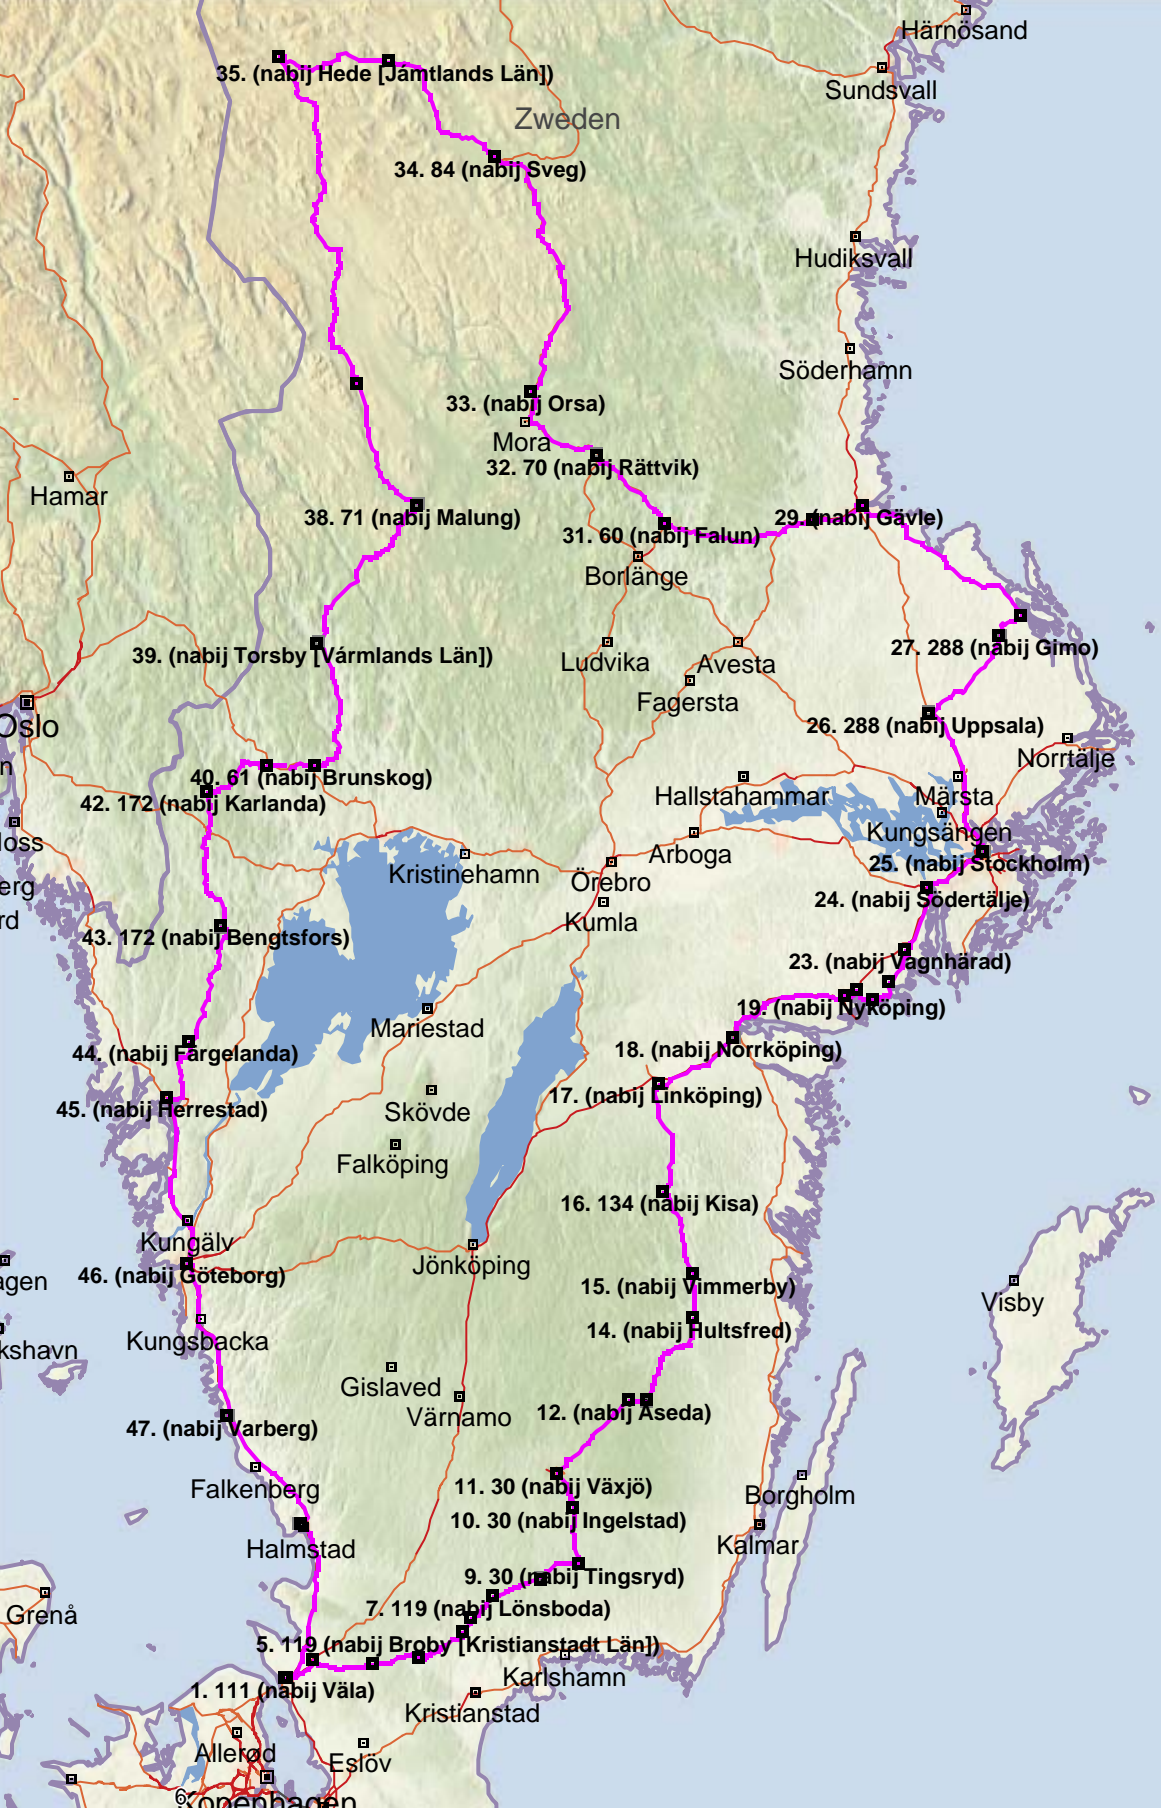 Härnösand
35. (nabij Hede [Jämtlands Län])
Sundsvall
Zweden
34. 84 (nabij Sveg)
Hudiksvall
Söderhamn
33. (nabij Orsa)
Mora
32. 70 (nabij Rättvik)
Hamar
38. 71 (nabij Malung)
29. (nabij Gävle)
31. 60 (nabij Falun)
Borlänge
39. (nabij Torsby [Värmlands Län])
Ludvika
Avesta
27. 288 (nabij Gimo)
Fagersta
Oslo
26. 288 (nabij Uppsala)
Norrtälje
n
40. 61 (nabij Brunskog)
42. 172 (nabij Karlanda)
Hallstahammar
Märsta
Kungsängen
loss
Arboga
25. (nabij Stockholm)
Kristinehamn
Örebro
erg
24. (nabij Södertälje)
rd
Kumla
43. 172 (nabij Bengtsfors)
23. (nabij Vagnhärad)
19. (nabij Nyköping)
Mariestad
44. (nabij Färgelanda)
18. (nabij Norrköping)
17. (nabij Linköping)
45. (nabij Herrestad)
Skövde
Falköping
16. 134 (nabij Kisa)
Kungälv
Jönköping
46. (nabij Göteborg)
agen
15. (nabij Vimmerby)
Visby
14. (nabij Hultsfred)
Kungsbacka
kshavn
Gislaved
Värnamo
12. (nabij Åseda)
47. (nabij Varberg)
Falkenberg
11. 30 (nabij Växjö)
Borgholm
10. 30 (nabij Ingelstad)
Halmstad
Kalmar
9. 30 (nabij Tingsryd)
Grenå
7. 119 (nabij Lönsboda)
5. 119 (nabij Broby [Kristianstadt Län])
Karlshamn
1. 111 (nabij Väla)
Kristianstad
Allerød
Eslöv
6
Kopenhagen